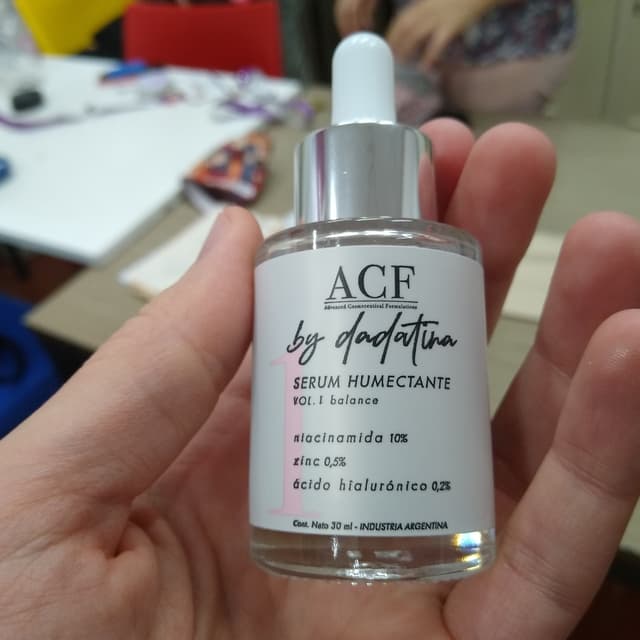 ACF
Advanced Cosmeceutical Formulations
by dadatina
1
SERUM HUMECTANTE
VOL. 1 balance
niacinamida 10%
zinc 0,5%
ácido hialurónico 0,2%
Cont. Neto 30 ml - INDUSTRIA ARGENTINA